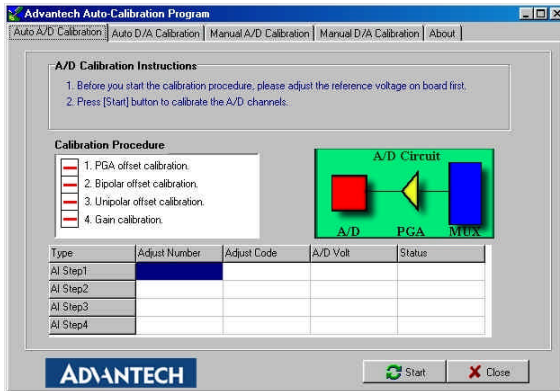 Advantech Auto-Calibration Program
Auto A/D Calibration Auto D/A Calibration Manual A/D Calibration Manual D/A Calibration About
A/D Calibration Instructions
1. Before you start the calibration procedure, please adjust the reference voltage on board first.
2. Press [Start] button to calibrate the A/D channels.
Calibration Procedure
1. PGA offset calibration.
2. Bipolar offset calibration.
3. Unipolar offset calibration.
4. Gain calibration.
A/D Circuit
A/D PGA MUX
Type Adjust Number Adjust Code A/D Volt Status
AI Step1
AI Step2
AI Step3
AI Step4
ADVANTECH
Start Close